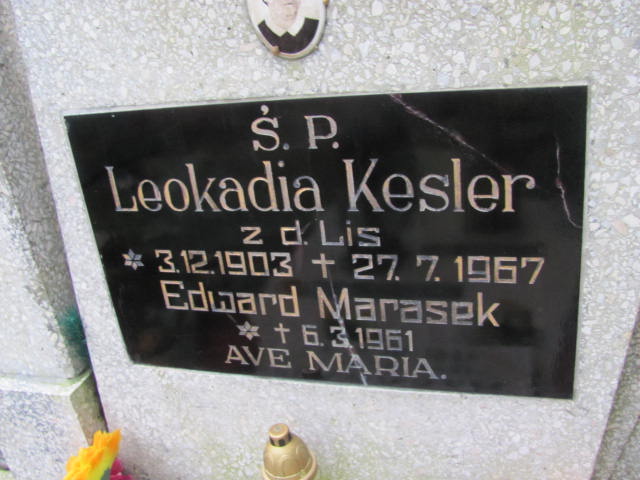 Ś. P.
Leokadia Kesler
z d. Lis
* 3.12.1903 + 27. 7. 1967
Edward Marasek
* + 6.3.1961
AVE MARIA.